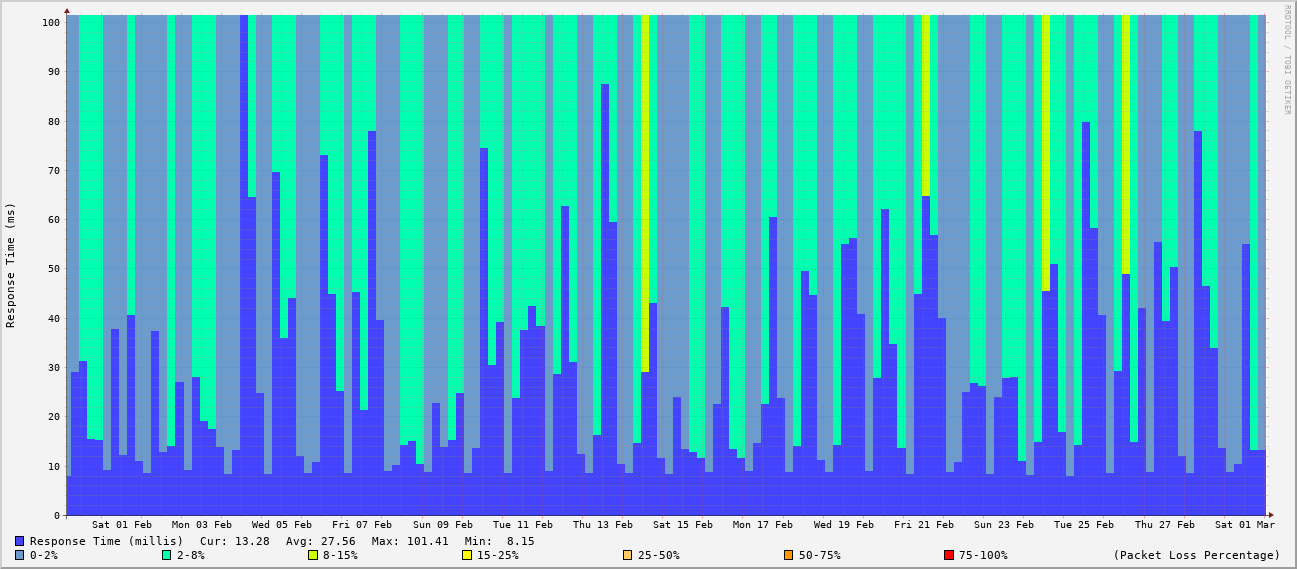 RRDTOOL / TOBI OETIKER
Response Time (ms)
100
90
80
70
60
50
40
30
20
10
0
Sat 01 Feb Mon 03 Feb Wed 05 Feb Fri 07 Feb Sun 09 Feb Tue 11 Feb Thu 13 Feb Sat 15 Feb Mon 17 Feb Wed 19 Feb Fri 21 Feb Sun 23 Feb Tue 25 Feb Thu 27 Feb Sat 01 Mar
Response Time (millis) Cur: 13.28 Avg: 27.56 Max: 101.41 Min: 8.15
0-2% 2-8% 8-15% 15-25% 25-50% 50-75% 75-100% (Packet Loss Percentage)